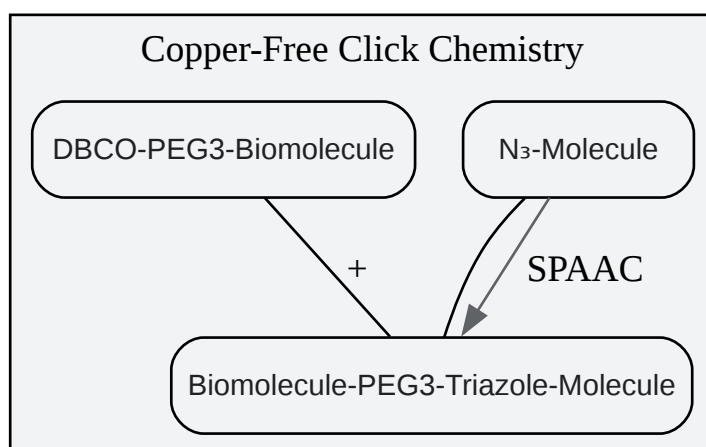 Copper-Free Click Chemistry
DBCO-PEG3-Biomolecule
N₃-Molecule
+
SPAAC
Biomolecule-PEG3-Triazole-Molecule